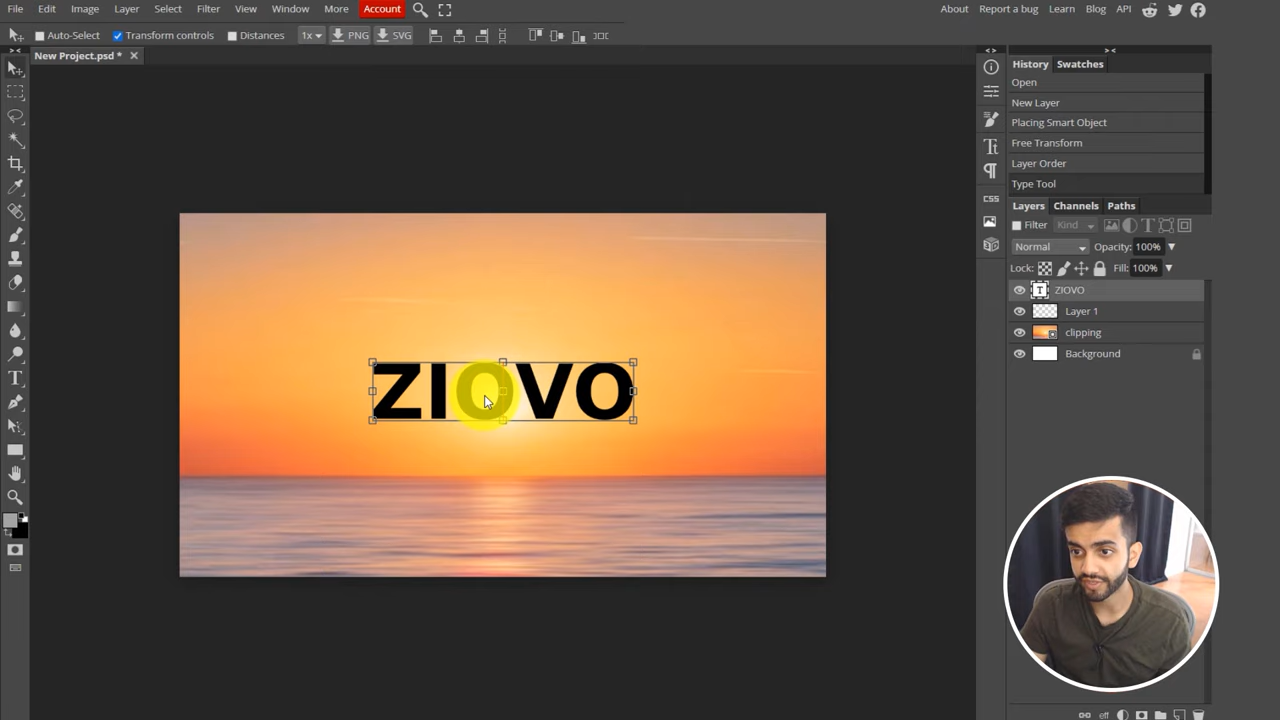 File Edit Image Layer Select Filter View Window More Account About Report a bug Learn Blog API
Auto-Select Transform controls Distances 1x PNG SVG
New Project.psd *
History Swatches
Open
New Layer
Placing Smart Object
Free Transform
Layer Order
Type Tool
CSS
Layers Channels Paths
Filter Kind
Normal Opacity: 100%
Lock: Fill: 100%
ZIOVO
Layer 1
clipping
Background
ZIOVO
eff